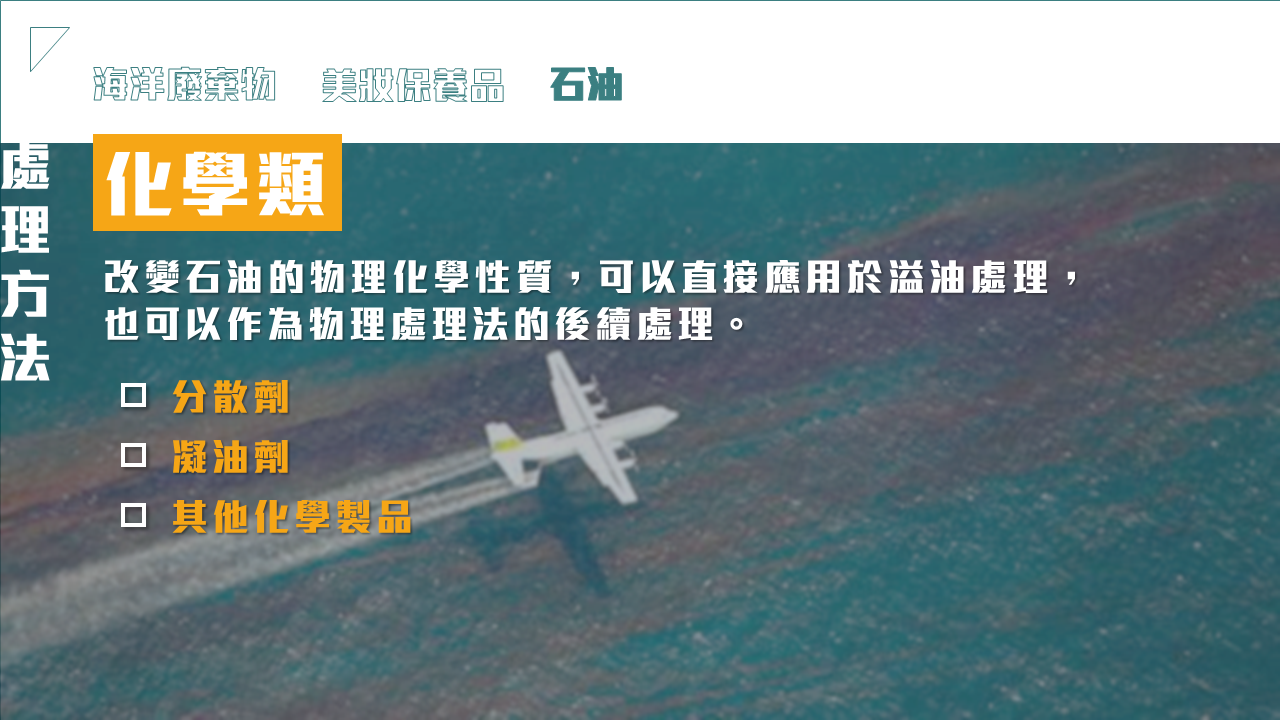 海洋廢棄物 美妝保養品 石油
處理方法
化學類
改變石油的物理化學性質，可以直接應用於溢油處理，
也可以作為物理處理法的後續處理。
分散劑
凝油劑
其他化學製品